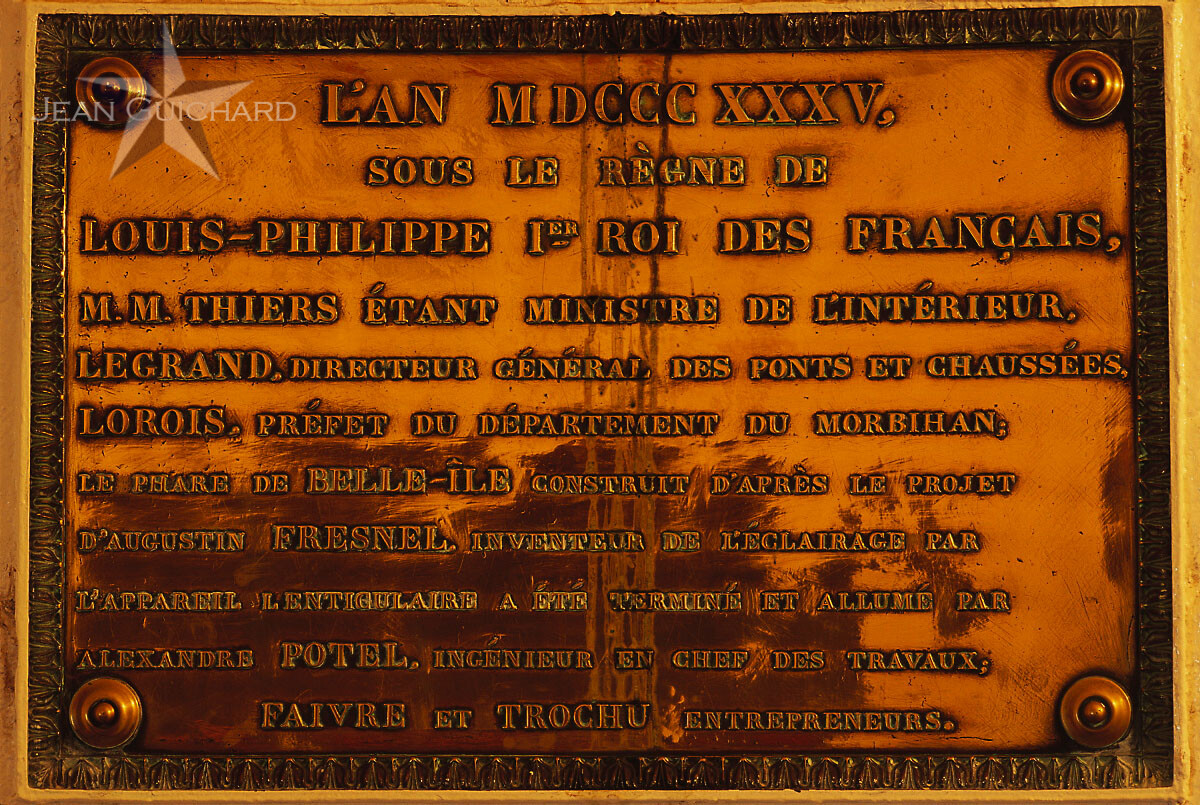 JEAN GUICHARD
L'AN MDCCCXXXV,
SOUS LE RÈGNE DE
LOUIS-PHILIPPE IER ROI DES FRANÇAIS,
M.M. THIERS ÉTANT MINISTRE DE L'INTÉRIEUR,
LEGRAND, DIRECTEUR GÉNÉRAL DES PONTS ET CHAUSSÉES,
LOROIS, PRÉFET DU DÉPARTEMENT DU MORBIHAN;
LE PHARE DE BELLE-ÎLE CONSTRUIT D'APRÈS LE PROJET
D'AUGUSTIN FRESNEL, INVENTEUR DE L'ÉCLAIRAGE PAR
L'APPAREIL LENTICULAIRE A ÉTÉ TERMINÉ ET ALLUMÉ PAR
ALEXANDRE POTEL, INGÉNIEUR EN CHEF DES TRAVAUX;
FAIVRE ET TROCHU ENTREPRENEURS.